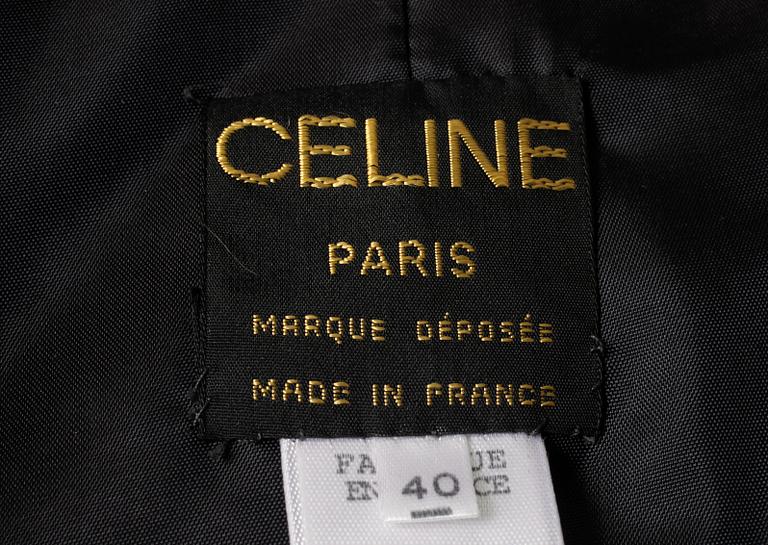 CELINE
PARIS
MARQUE DÉPOSÉE
MADE IN FRANCE
40